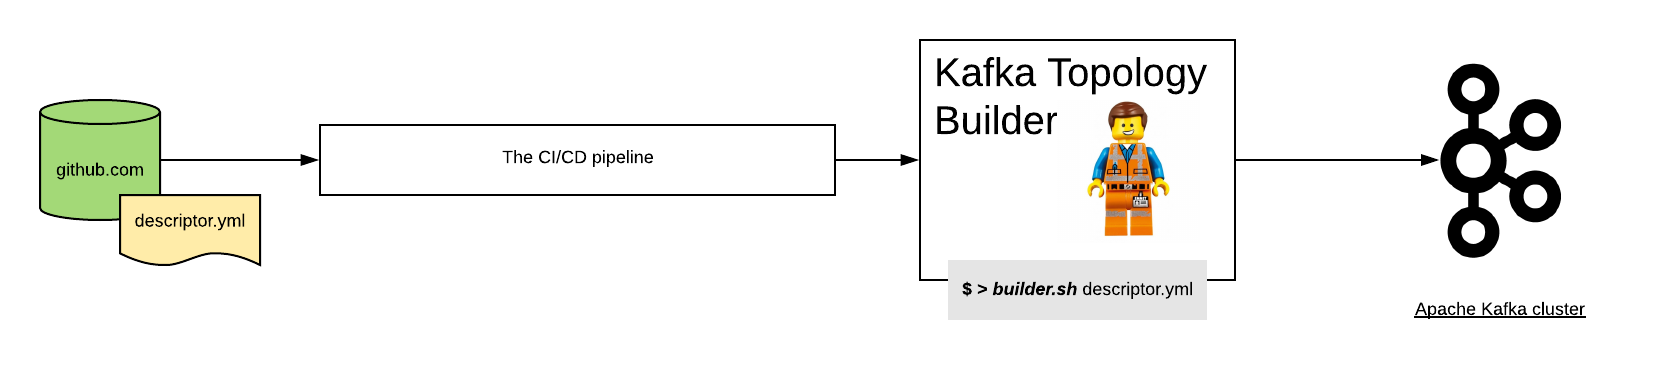 github.com
descriptor.yml
The CI/CD pipeline
Kafka Topology
Builder
$ > builder.sh descriptor.yml
Apache Kafka cluster